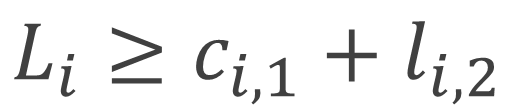 L_i ≥ c_{i,1} + l_{i,2}